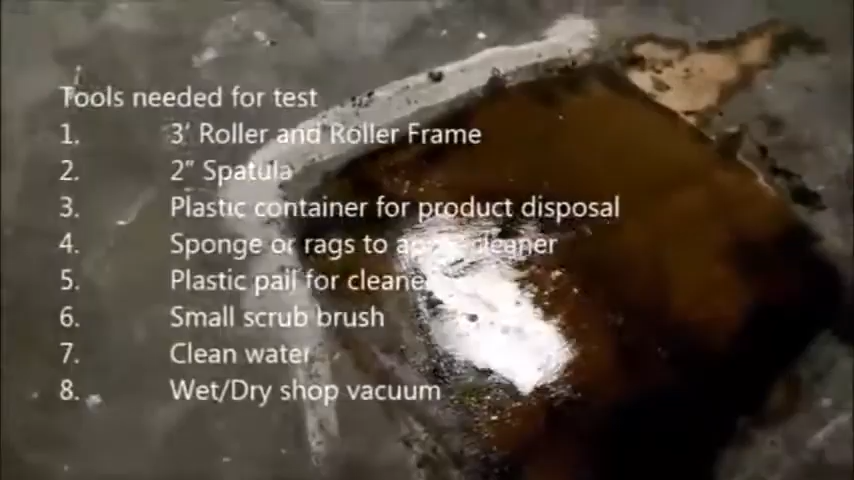 Tools needed for test
1. 3' Roller and Roller Frame
2. 2" Spatula
3. Plastic container for product disposal
4. Sponge or rags to apply cleaner
5. Plastic pail for cleaner
6. Small scrub brush
7. Clean water
8. Wet/Dry shop vacuum